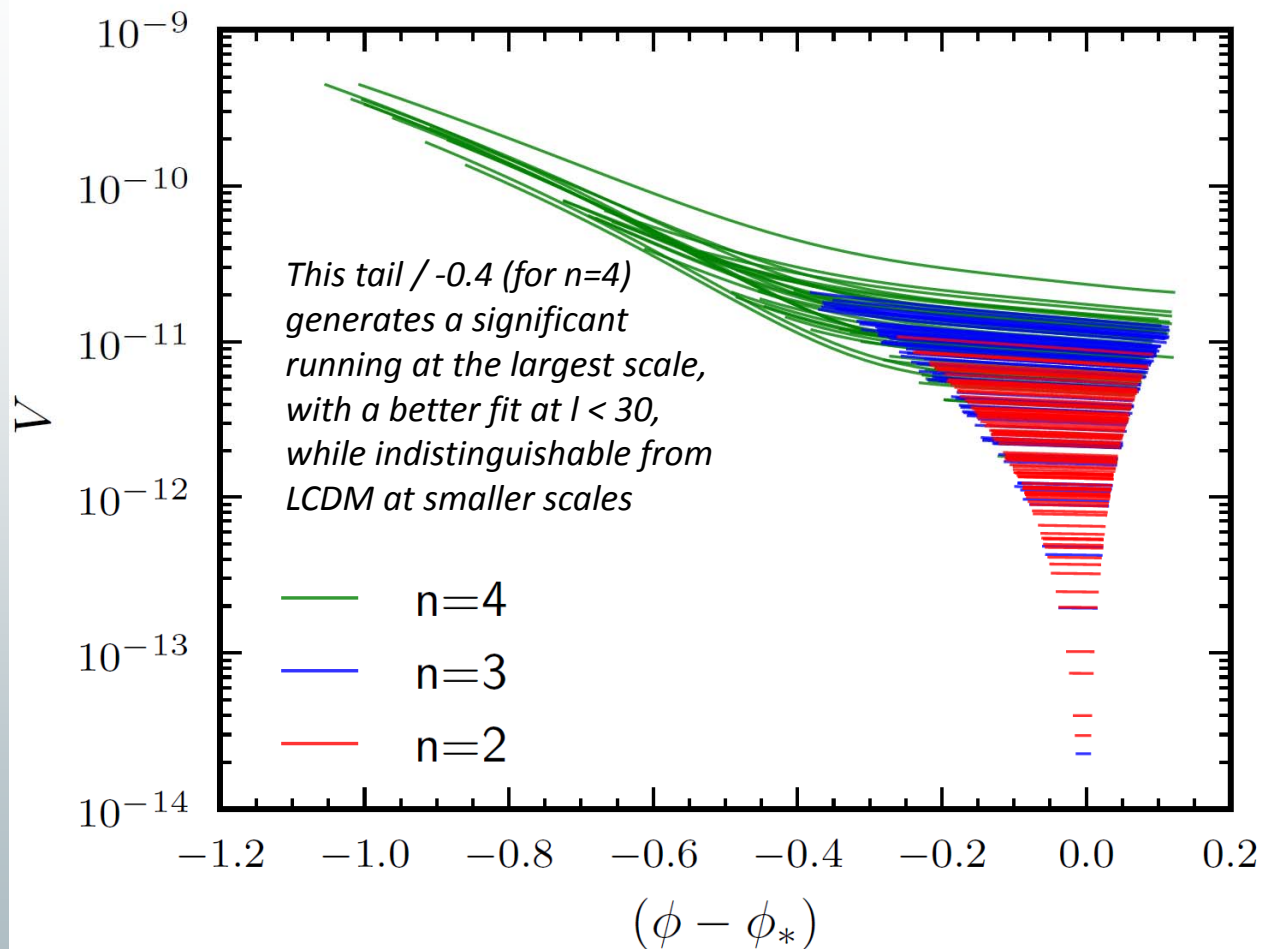 10⁻⁹
10⁻¹⁰
10⁻¹¹
10⁻¹²
10⁻¹³
10⁻¹⁴
V
This tail / -0.4 (for n=4)
generates a significant
running at the largest scale,
with a better fit at l < 30,
while indistinguishable from
LCDM at smaller scales
n=4
n=3
n=2
−1.2 −1.0 −0.8 −0.6 −0.4 −0.2 0.0 0.2
(ϕ − ϕ∗)